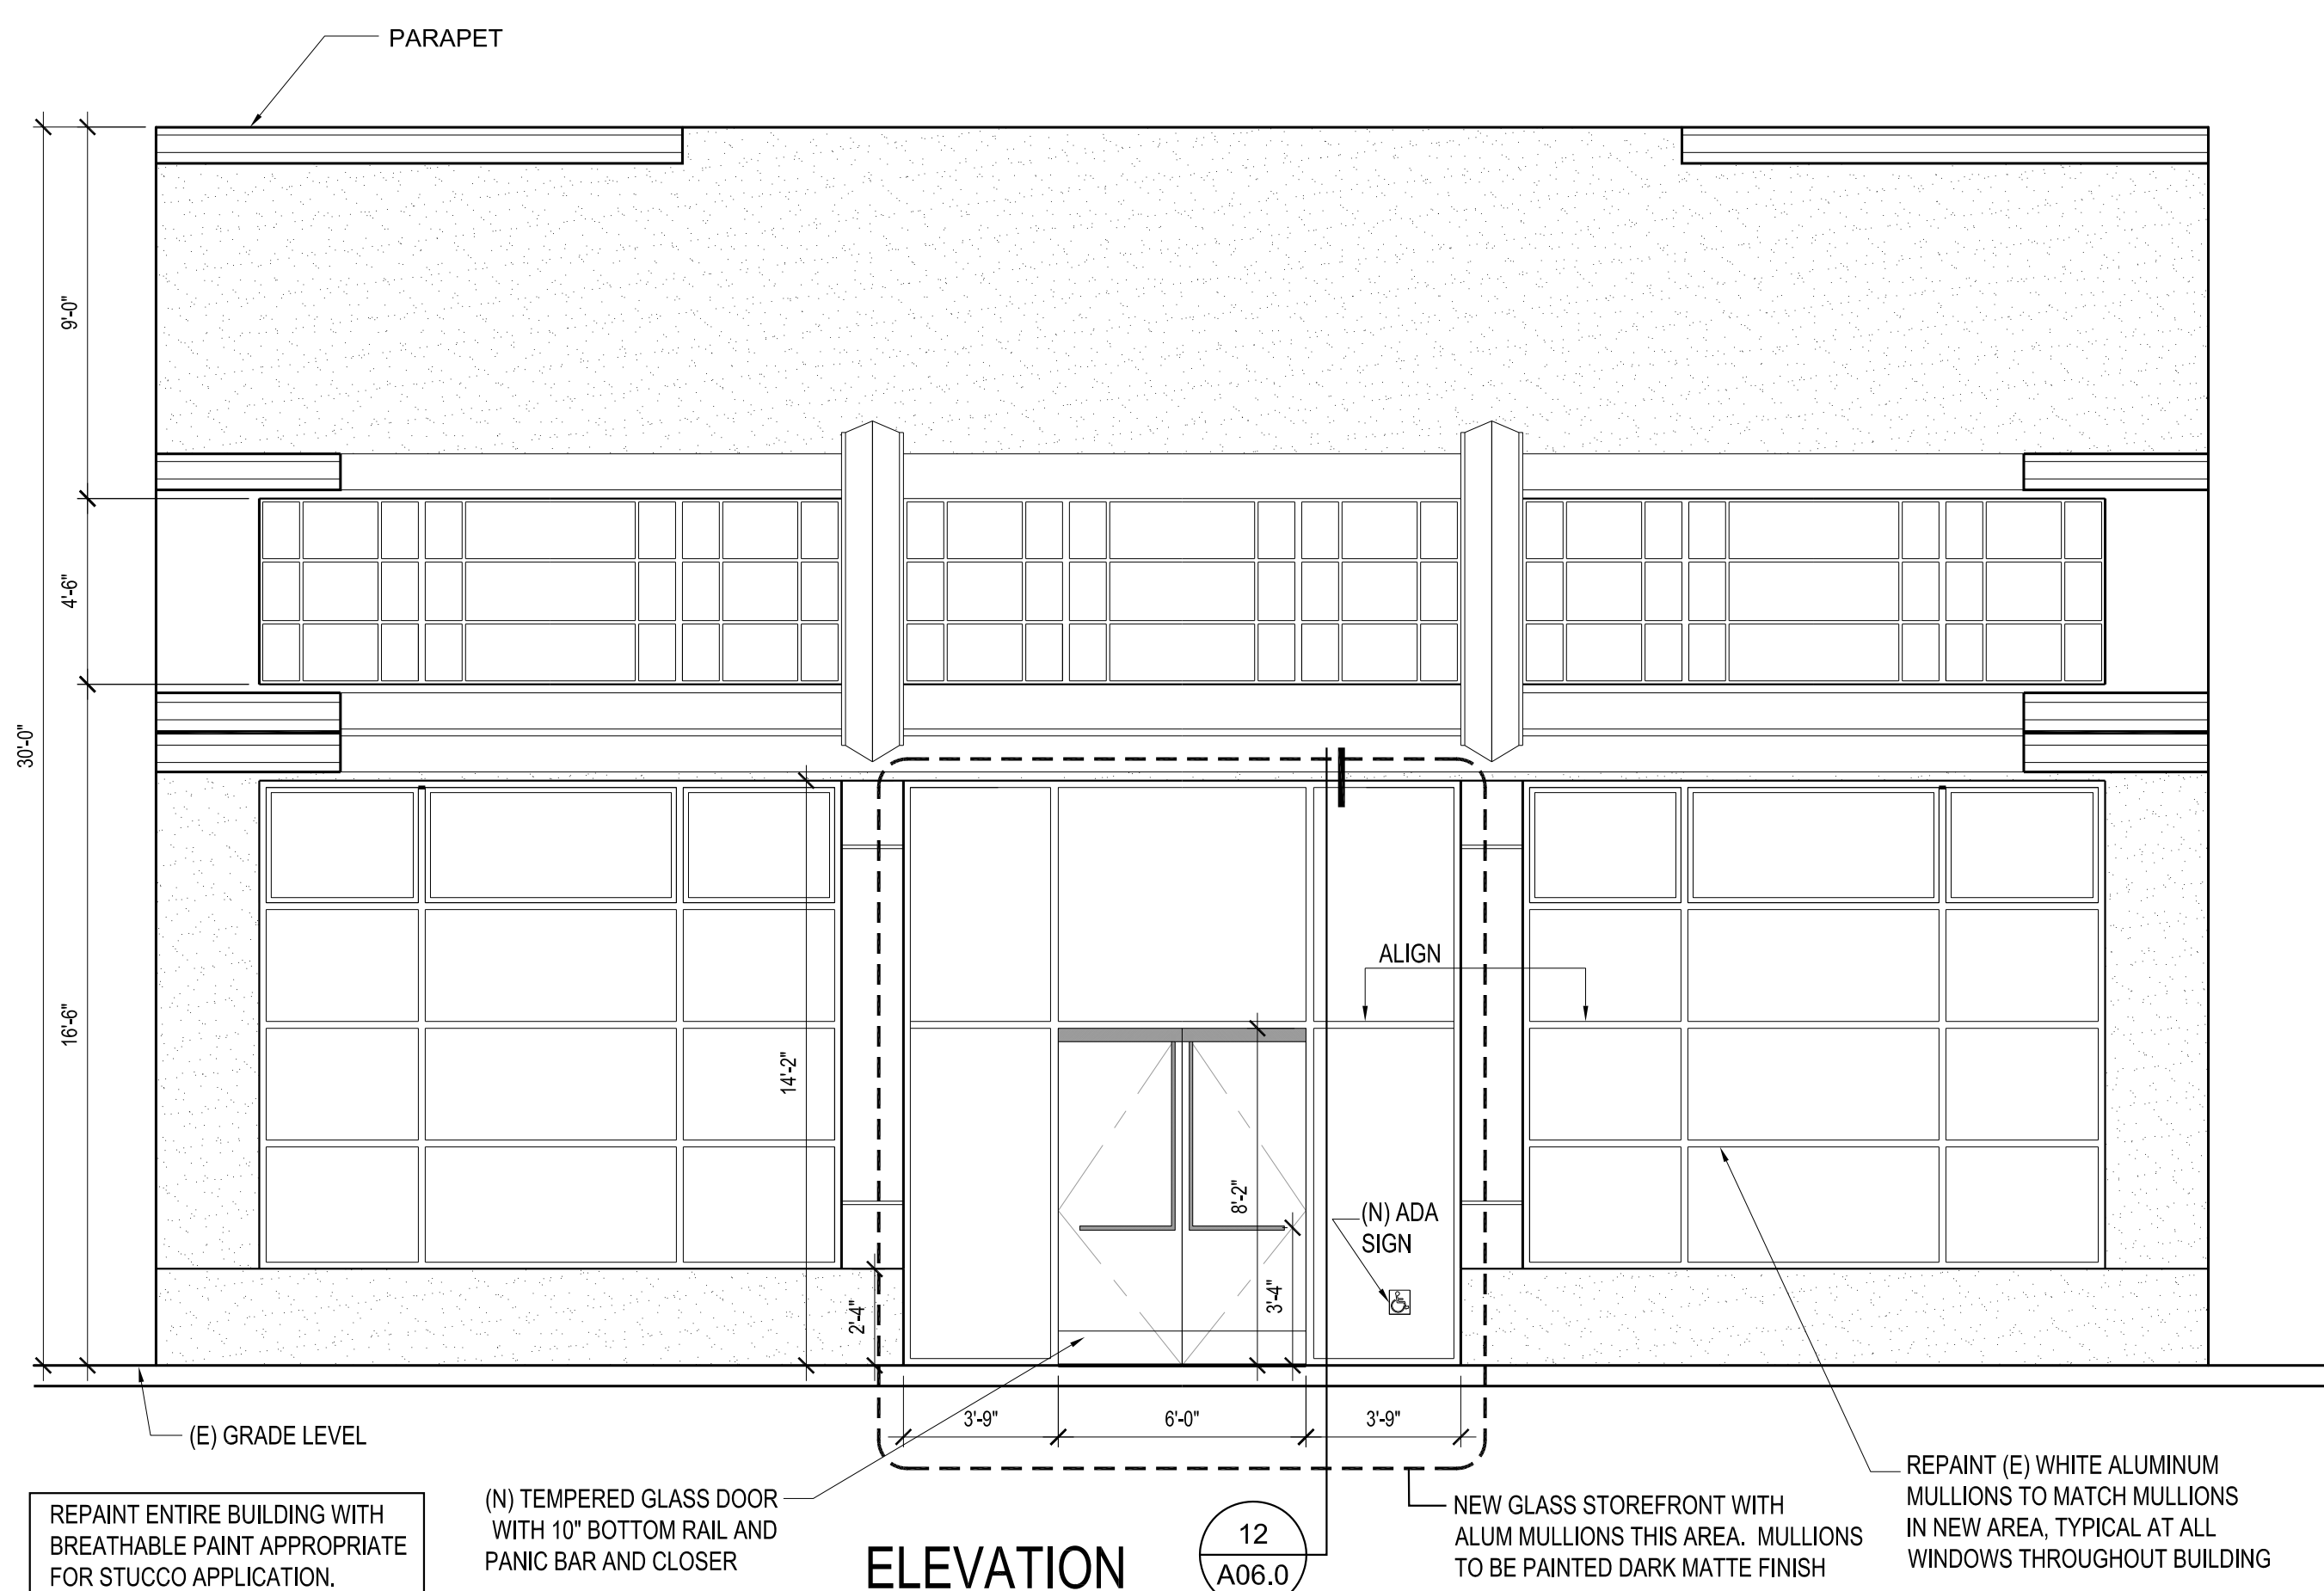 PARAPET
9'-0"
4'-6"
30'-0"
16'-6"
14'-2"
ALIGN
8'-2"
(N) ADA
SIGN
3'-4"
2'-4"
3'-9"
6'-0"
3'-9"
(E) GRADE LEVEL
REPAINT ENTIRE BUILDING WITH
BREATHABLE PAINT APPROPRIATE
FOR STUCCO APPLICATION.
(N) TEMPERED GLASS DOOR
WITH 10" BOTTOM RAIL AND
PANIC BAR AND CLOSER
ELEVATION
12
A06.0
NEW GLASS STOREFRONT WITH
ALUM MULLIONS THIS AREA. MULLIONS
TO BE PAINTED DARK MATTE FINISH
REPAINT (E) WHITE ALUMINUM
MULLIONS TO MATCH MULLIONS
IN NEW AREA, TYPICAL AT ALL
WINDOWS THROUGHOUT BUILDING